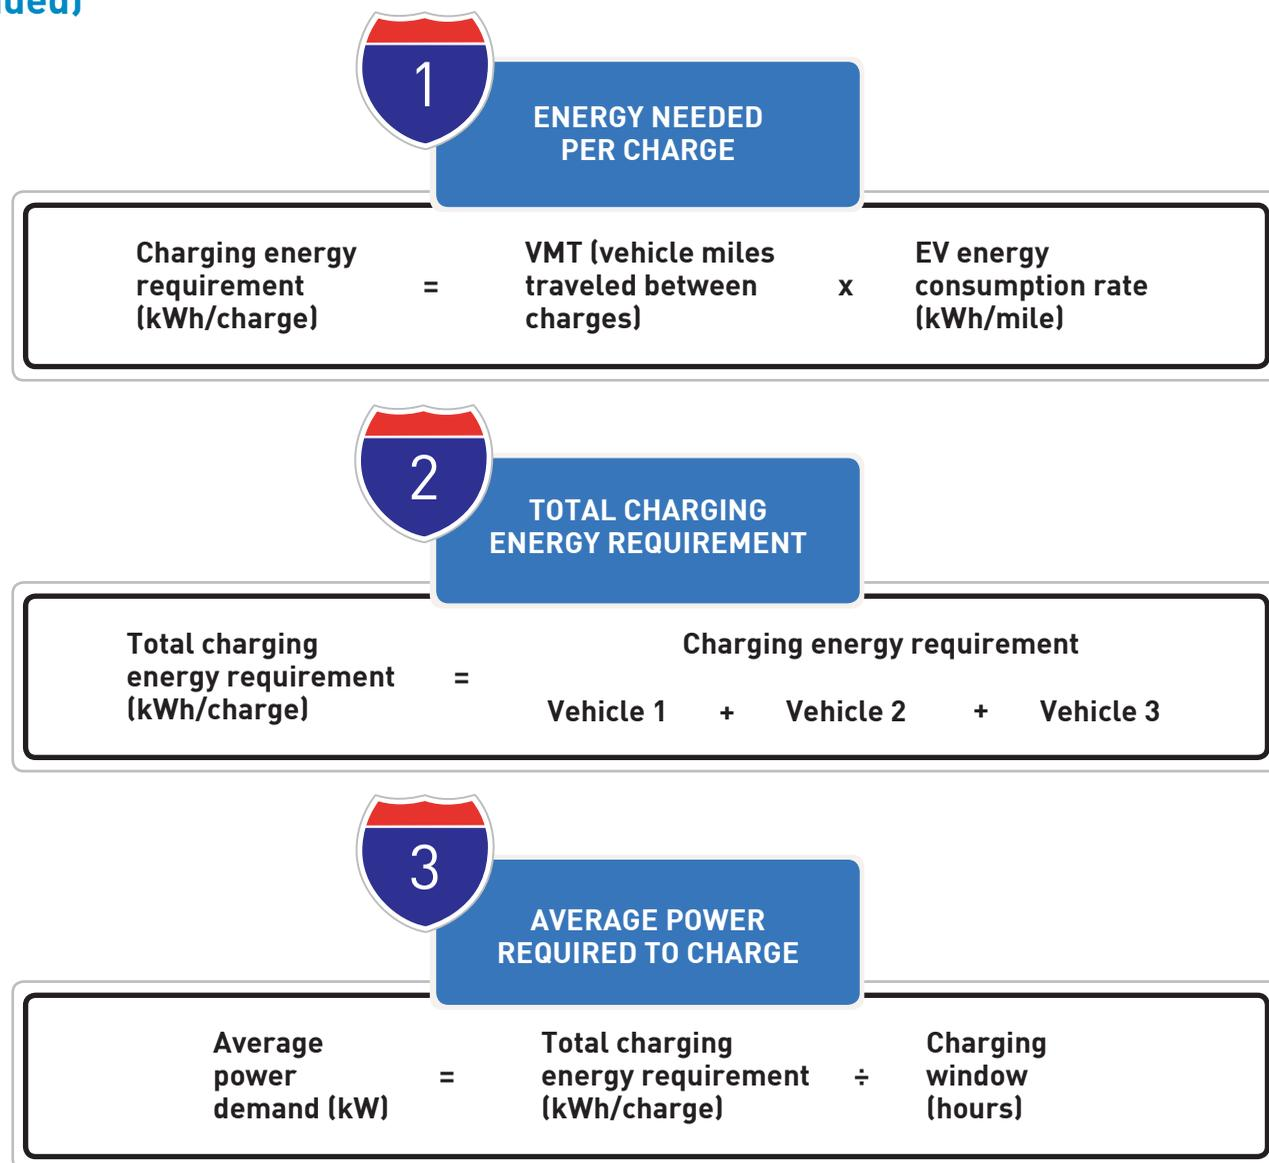 1
ENERGY NEEDED
PER CHARGE
Charging energy
requirement
(kWh/charge)
=
VMT (vehicle miles
traveled between
charges)
x
EV energy
consumption rate
(kWh/mile)
2
TOTAL CHARGING
ENERGY REQUIREMENT
Total charging
energy requirement
(kWh/charge)
=
Charging energy requirement
Vehicle 1 + Vehicle 2 + Vehicle 3
3
AVERAGE POWER
REQUIRED TO CHARGE
Average
power
demand (kW)
=
Total charging
energy requirement
(kWh/charge)
÷
Charging
window
(hours)